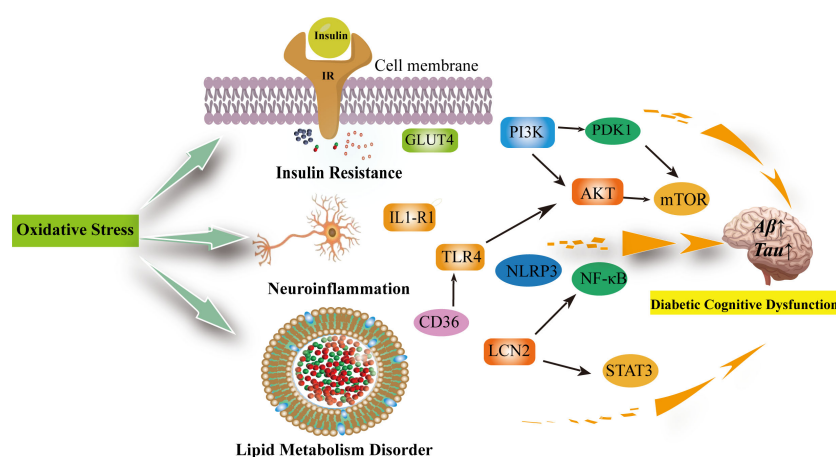 Insulin
IR
Cell membrane
GLUT4
Insulin Resistance
PI3K
PDK1
AKT
mTOR
Oxidative Stress
IL1-R1
TLR4
NLRP3
NF-κB
Aβ↑
Tau↑
Neuroinflammation
Diabetic Cognitive Dysfunction
CD36
LCN2
STAT3
Lipid Metabolism Disorder